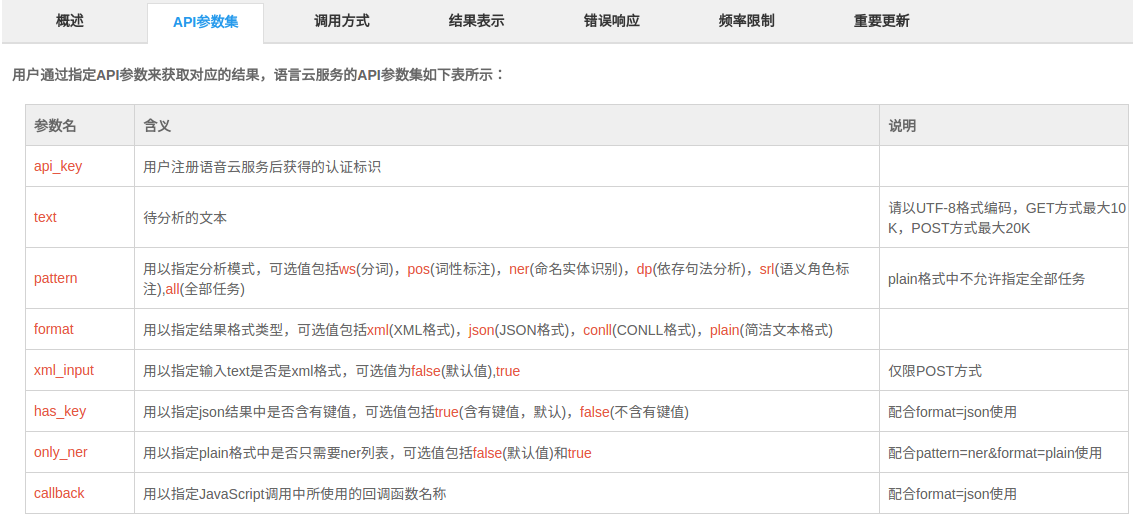 概述 API参数集 调用方式 结果表示 错误响应 频率限制 重要更新
用户通过指定API参数来获取对应的结果，语言云服务的API参数集如下表所示：
参数名 含义 说明
api_key 用户注册语音云服务后获得的认证标识
text 待分析的文本 请以UTF-8格式编码，GET方式最大10
K，POST方式最大20K
pattern 用以指定分析模式，可选值包括ws(分词)，pos(词性标注)，ner(命名实体识别)，dp(依存句法分析)，srl(语义角色标
注),all(全部任务) plain格式中不允许指定全部任务
format 用以指定结果格式类型，可选值包括xml(XML格式)，json(JSON格式)，conll(CONLL格式)，plain(简洁文本格式)
xml_input 用以指定输入text是否是xml格式，可选值为false(默认值),true 仅限POST方式
has_key 用以指定json结果中是否含有键值，可选值包括true(含有键值，默认)，false(不含有键值) 配合format=json使用
only_ner 用以指定plain格式中是否只需要ner列表，可选值包括false(默认值)和true 配合pattern=ner&format=plain使用
callback 用以指定JavaScript调用中所使用的回调函数名称 配合format=json使用